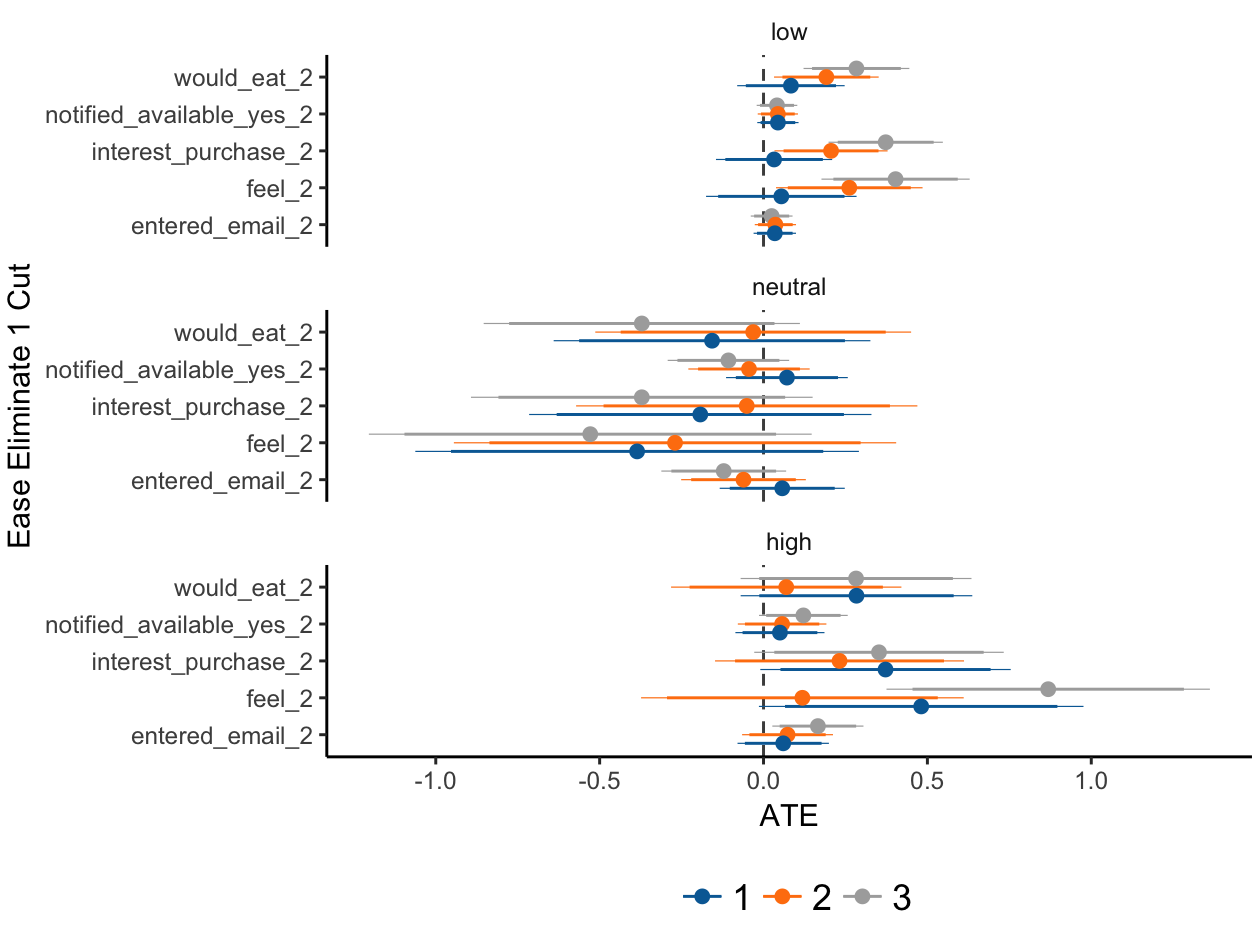 low
would_eat_2
notified_available_yes_2
interest_purchase_2
feel_2
entered_email_2
neutral
would_eat_2
notified_available_yes_2
interest_purchase_2
feel_2
entered_email_2
high
would_eat_2
notified_available_yes_2
interest_purchase_2
feel_2
entered_email_2
Ease Eliminate 1 Cut
-1.0 -0.5 0.0 0.5 1.0
ATE
1 2 3